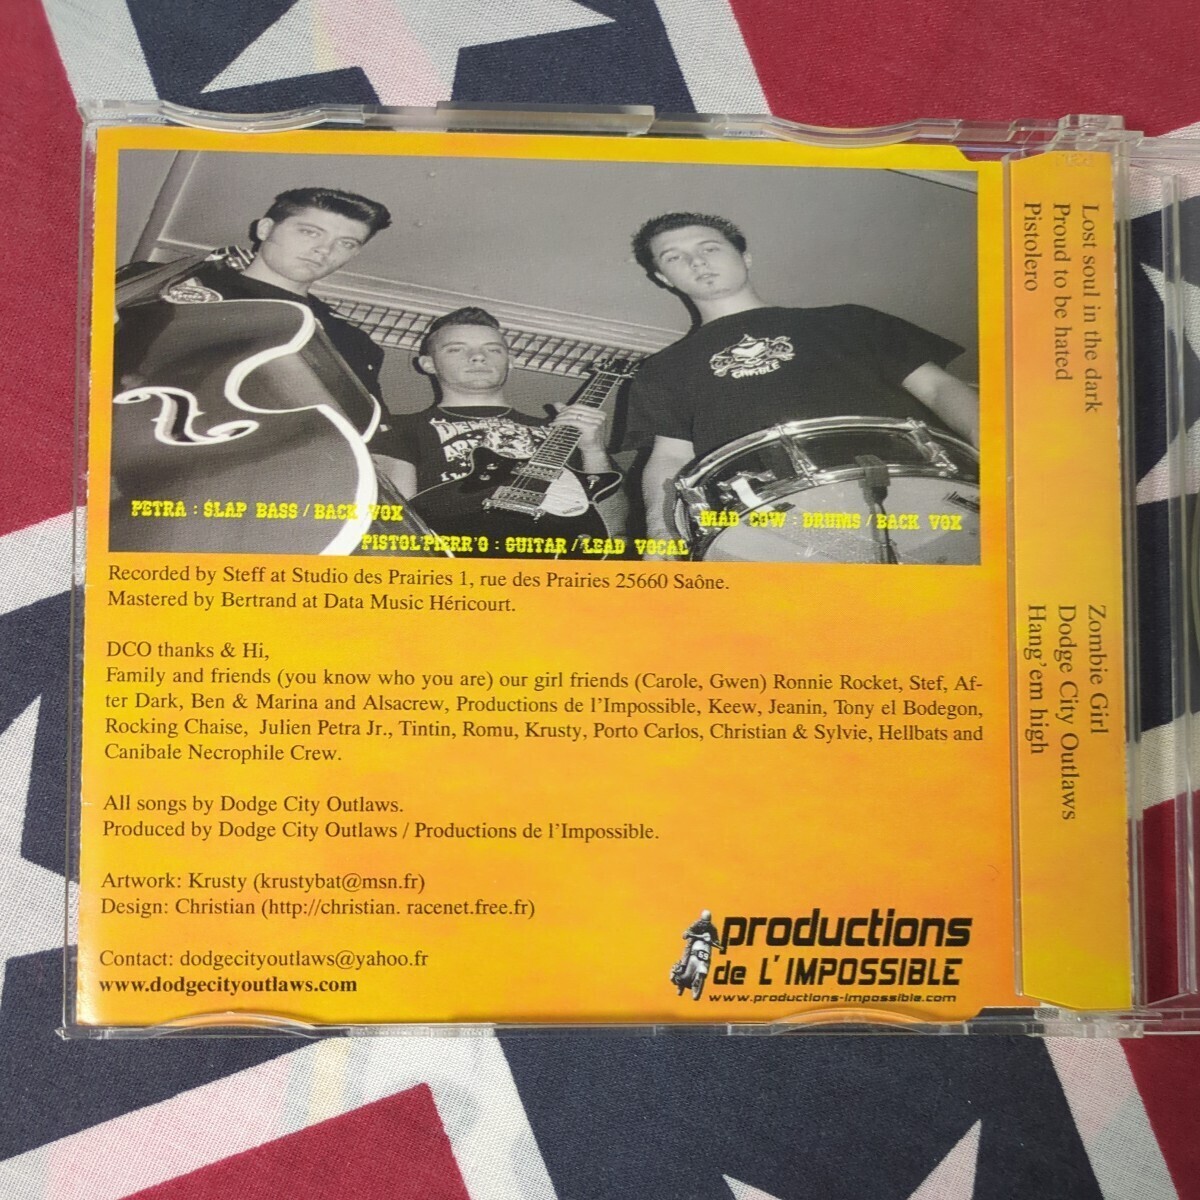 PETRA : SLAP BASS / BACK VOX
PISTOL'PIERR'O : GUITAR / LEAD VOCAL
MAD COW : DRUMS / BACK VOX
Recorded by Steff at Studio des Prairies 1, rue des Prairies 25660 Saône.
Mastered by Bertrand at Data Music Héricourt.
DCO thanks & Hi,
Family and friends (you know who you are) our girl friends (Carole, Gwen) Ronnie Rocket, Stef, Af-
ter Dark, Ben & Marina and Alsacrew, Productions de l'Impossible, Keew, Jeanin, Tony el Bodegon,
Rocking Chaise, Julien Petra Jr., Tintin, Romu, Krusty, Porto Carlos, Christian & Sylvie, Hellbats and
Canibale Necrophile Crew.
All songs by Dodge City Outlaws.
Produced by Dodge City Outlaws / Productions de l'Impossible.
Artwork: Krusty (krustybat@msn.fr)
Design: Christian (http://christian. racenet.free.fr)
Contact: dodgecityoutlaws@yahoo.fr
www.dodgecityoutlaws.com
productions
de L'IMPOSSIBLE
www.productions-impossible.com
Lost soul in the dark
Proud to be hated
Pistolero
Zombie Girl
Dodge City Outlaws
Hang'em high